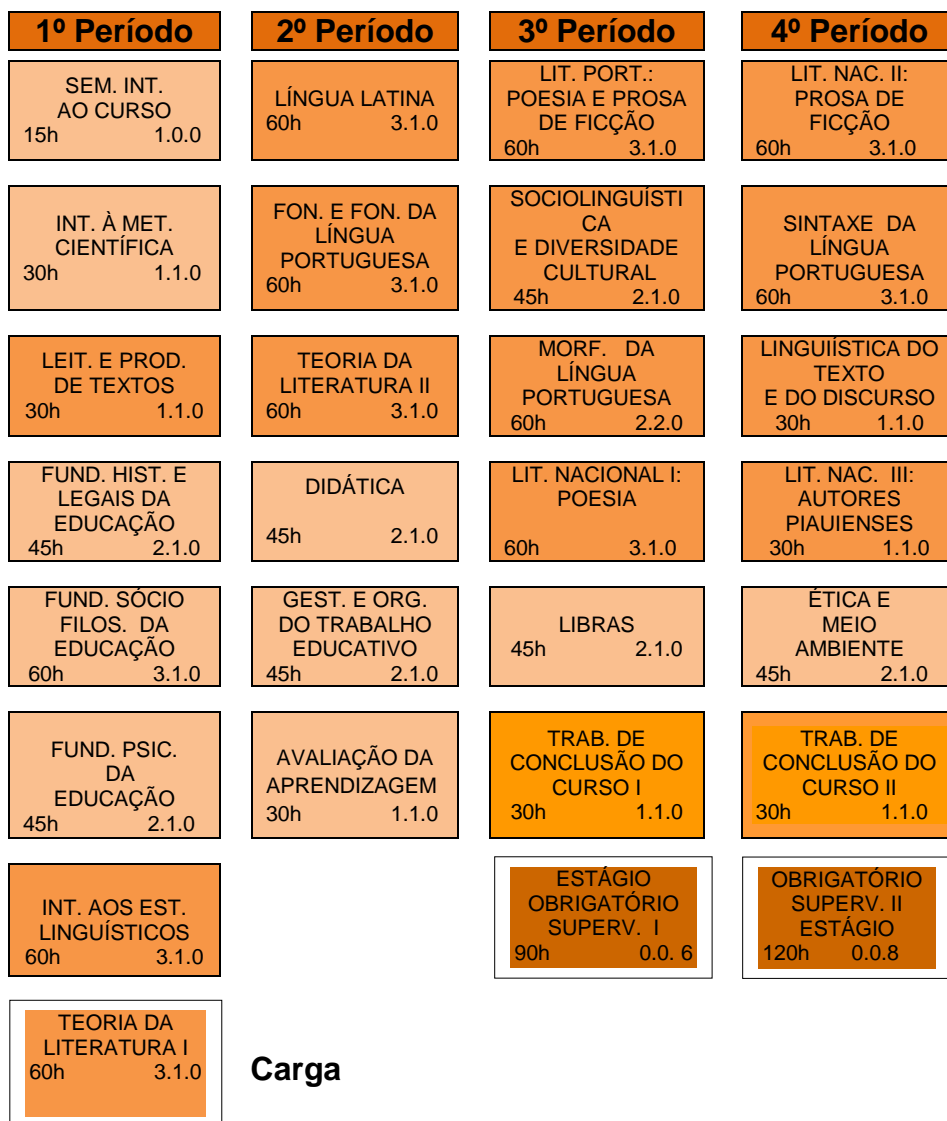 1º Período
SEM. INT.
AO CURSO
15h 1.0.0
INT. À MET.
CIENTÍFICA
30h 1.1.0
LEIT. E PROD.
DE TEXTOS
30h 1.1.0
FUND. HIST. E
LEGAIS DA
EDUCAÇÃO
45h 2.1.0
FUND. SÓCIO
FILOS. DA
EDUCAÇÃO
60h 3.1.0
FUND. PSIC.
DA
EDUCAÇÃO
45h 2.1.0
INT. AOS EST.
LINGUÍSTICOS
60h 3.1.0
TEORIA DA
LITERATURA I
60h 3.1.0
2º Período
LÍNGUA LATINA
60h 3.1.0
FON. E FON. DA
LÍNGUA
PORTUGUESA
60h 3.1.0
TEORIA DA
LITERATURA II
60h 3.1.0
DIDÁTICA
45h 2.1.0
GEST. E ORG.
DO TRABALHO
EDUCATIVO
45h 2.1.0
AVALIAÇÃO DA
APRENDIZAGEM
30h 1.1.0
Carga
3º Período
LIT. PORT.:
POESIA E PROSA
DE FICÇÃO
60h 3.1.0
SOCIOLINGUÍSTI
CA
E DIVERSIDADE
CULTURAL
45h 2.1.0
MORF. DA
LÍNGUA
PORTUGUESA
60h 2.2.0
LIT. NACIONAL I:
POESIA
60h 3.1.0
LIBRAS
45h 2.1.0
TRAB. DE
CONCLUSÃO DO
CURSO I
30h 1.1.0
ESTÁGIO
OBRIGATÓRIO
SUPERV. I
90h 0.0. 6
4º Período
LIT. NAC. II:
PROSA DE
FICÇÃO
60h 3.1.0
SINTAXE DA
LÍNGUA
PORTUGUESA
60h 3.1.0
LINGUIÍSTICA DO
TEXTO
E DO DISCURSO
30h 1.1.0
LIT. NAC. III:
AUTORES
PIAUIENSES
30h 1.1.0
ÉTICA E
MEIO
AMBIENTE
45h 2.1.0
TRAB. DE
CONCLUSÃO DO
CURSO II
30h 1.1.0
OBRIGATÓRIO
SUPERV. II
ESTÁGIO
120h 0.0.8